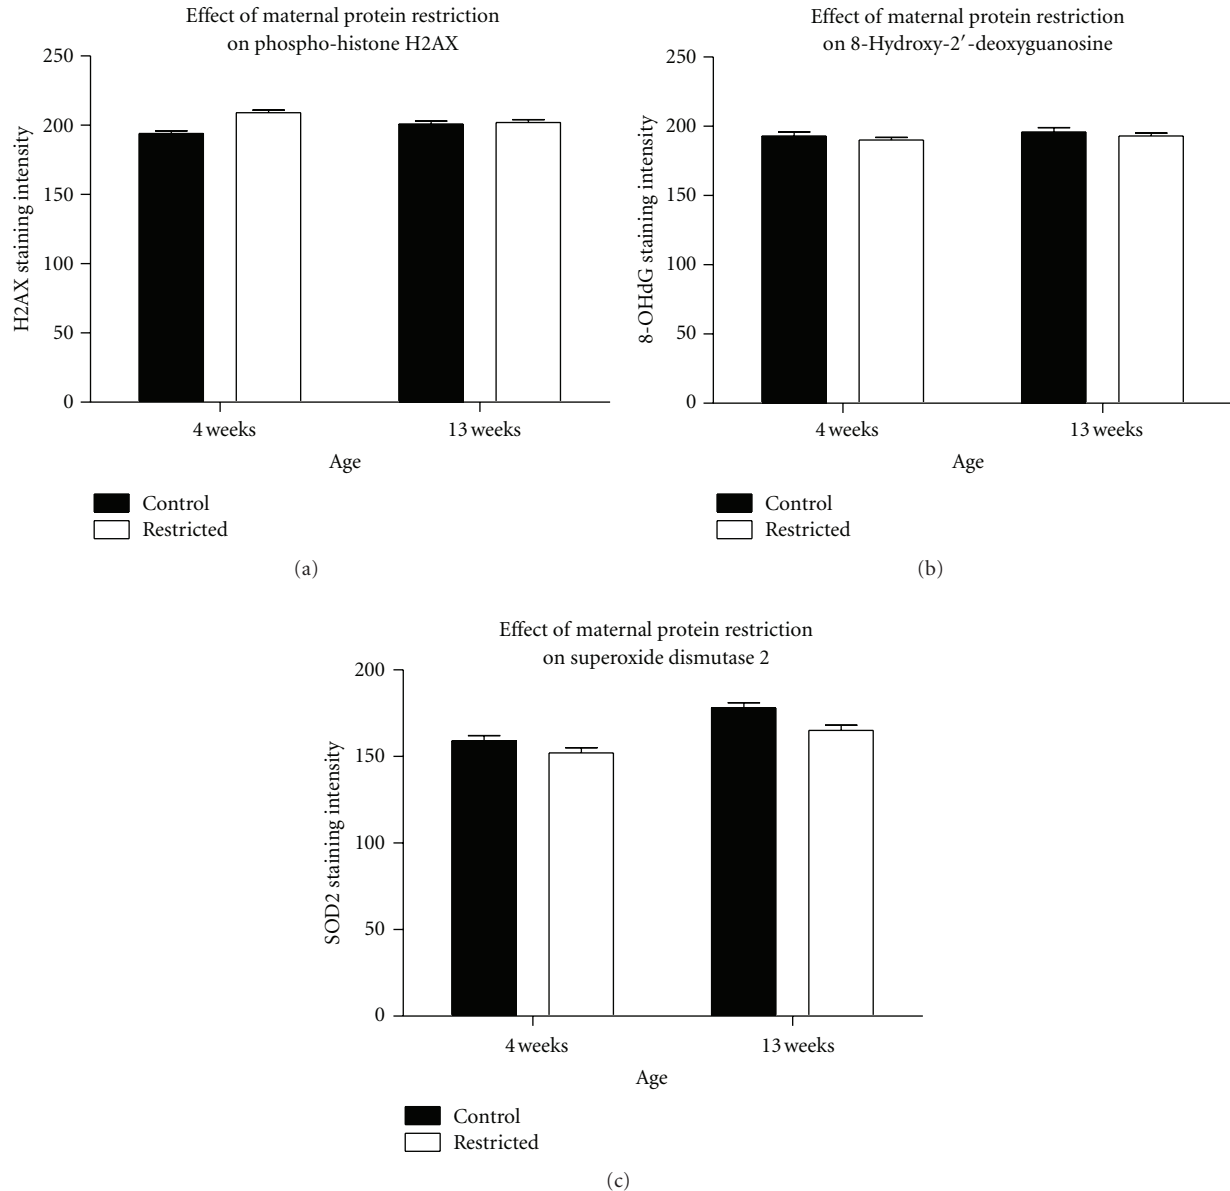 Effect of maternal protein restriction
on phospho-histone H2AX
H2AX staining intensity
250
200
150
100
50
0
4 weeks
13 weeks
Age
Control
Restricted
(a)
Effect of maternal protein restriction
on 8-Hydroxy-2′-deoxyguanosine
8-OHdG staining intensity
250
200
150
100
50
0
4 weeks
13 weeks
Age
Control
Restricted
(b)
Effect of maternal protein restriction
on superoxide dismutase 2
SOD2 staining intensity
200
150
100
50
0
4 weeks
13 weeks
Age
Control
Restricted
(c)